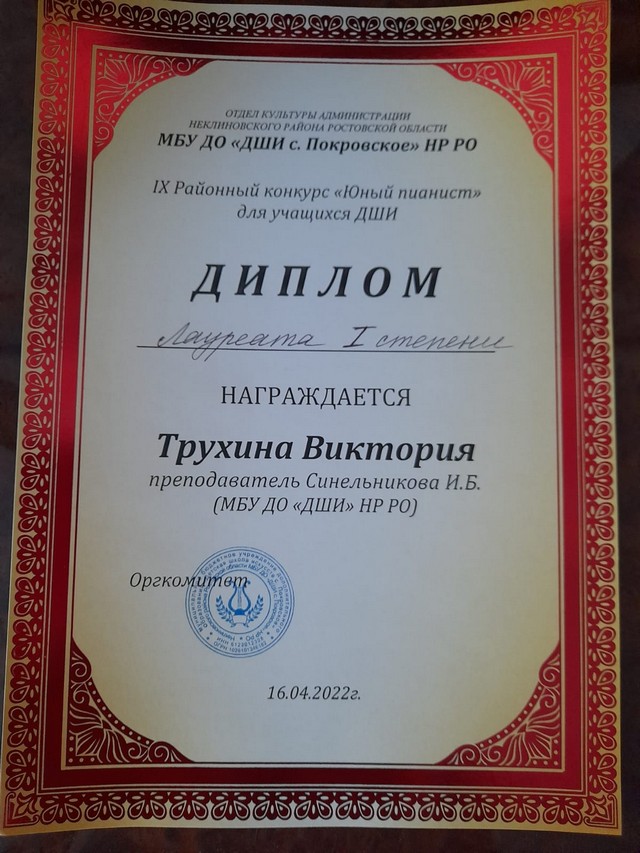 ОТДЕЛ КУЛЬТУРЫ АДМИНИСТРАЦИИ
НЕКЛИНОВСКОГО РАЙОНА РОСТОВСКОЙ ОБЛАСТИ
МБУ ДО «ДШИ с. Покровское» НР РО
IX Районный конкурс «Юный пианист»
для учащихся ДШИ
ДИПЛОМ
Лауреата I степени
НАГРАЖДАЕТСЯ
Трухина Виктория
преподаватель Синельникова И.Б.
(МБУ ДО «ДШИ» НР РО)
Оргкомитет
16.04.2022г.